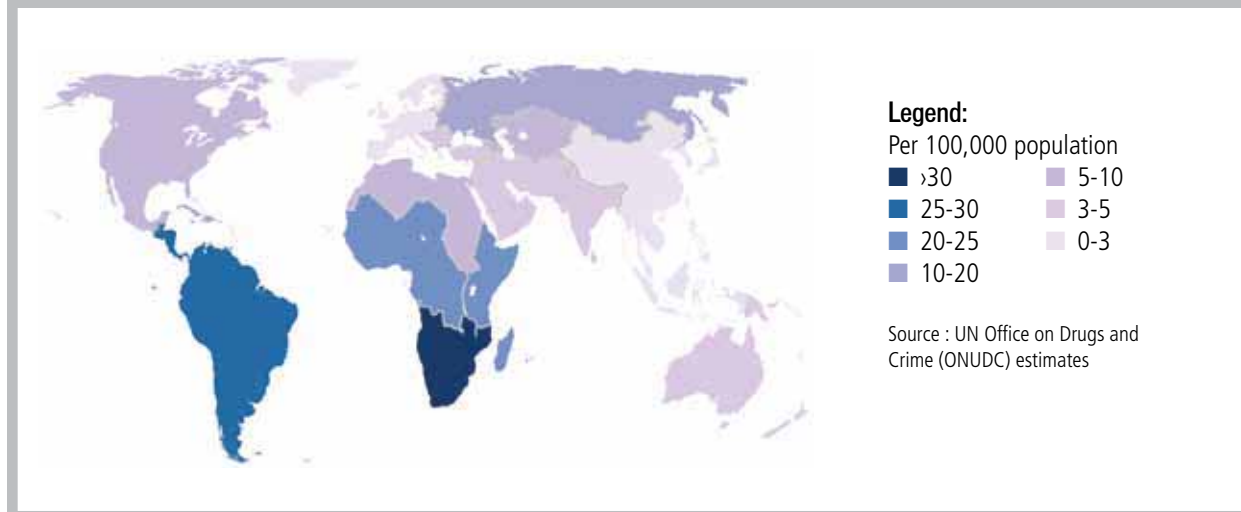 Legend:
Per 100,000 population
›30
25-30
20-25
10-20
5-10
3-5
0-3
Source : UN Office on Drugs and
Crime (ONUDC) estimates